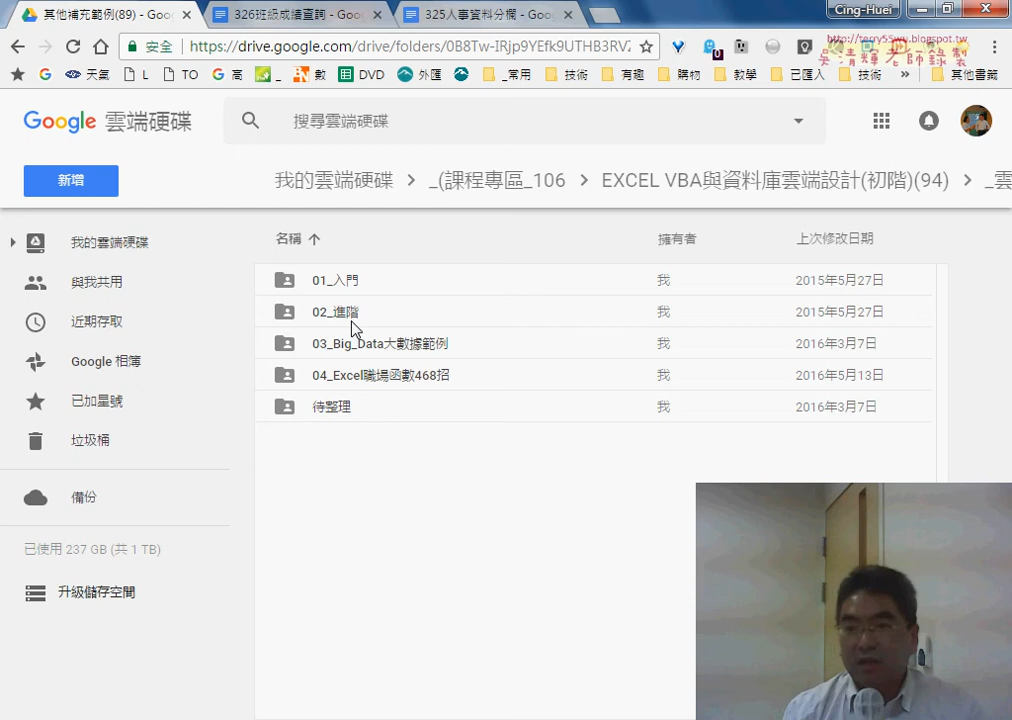 其他補充範例(89) - Goo
326班級成績查詢 - Goog
325人事資料分欄 - Goo
Cing-Huei
安全
https://drive.google.com/drive/folders/0B8Tw-IRjp9YEfk9UTHB3RVZ
http://terry55wu.blogspot.tw
吳清輝老師錄製
天氣
L
TO
高
數
DVD
外匯
_常用
技術
有趣
購物
教學
已匯入
技術
其他書籤
Google 雲端硬碟
搜尋雲端硬碟
新增
我的雲端硬碟 > _(課程專區_106 > EXCEL VBA與資料庫雲端設計(初階)(94) > _雲
我的雲端硬碟
與我共用
近期存取
Google 相簿
已加星號
垃圾桶
備份
已使用 237 GB (共 1 TB)
升級儲存空間
名稱 ↑ 擁有者 上次修改日期
01_入門 我 2015年5月27日
02_進階 我 2015年5月27日
03_Big_Data大數據範例 我 2016年3月7日
04_Excel職場函數468招 我 2016年5月13日
待整理 我 2016年3月7日